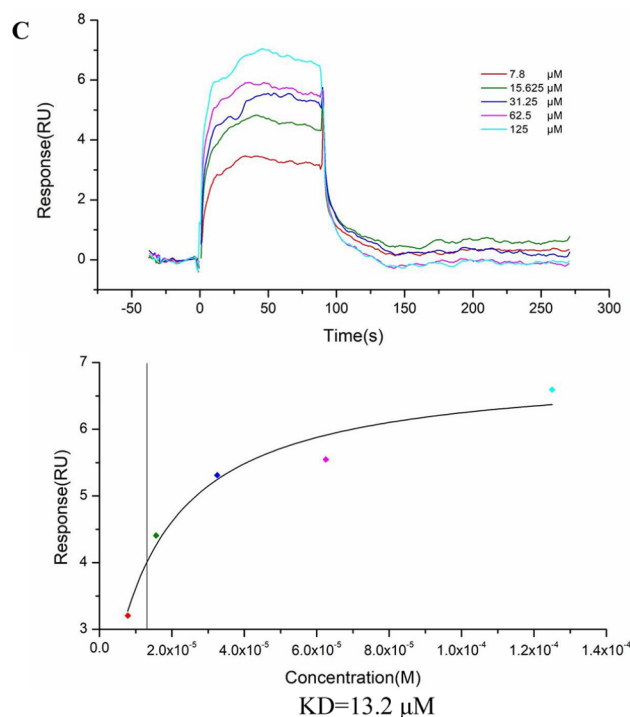 C
8
6
4
2
0
Response(RU)
7.8 µM
15.625 µM
31.25 µM
62.5 µM
125 µM
-50 0 50 100 150 200 250 300
Time(s)
7
6
5
4
3
Response(RU)
0.0 2.0x10⁻⁵ 4.0x10⁻⁵ 6.0x10⁻⁵ 8.0x10⁻⁵ 1.0x10⁻⁴ 1.2x10⁻⁴ 1.4x10⁻⁴
Concentration(M)
KD=13.2 µM